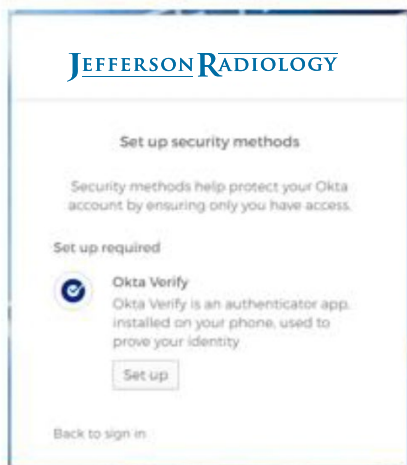 JEFFERSON RADIOLOGY
Set up security methods
Security methods help protect your Okta
account by ensuring only you have access.
Set up required
Okta Verify
Okta Verify is an authenticator app,
installed on your phone, used to
prove your identity
Set up
Back to sign in